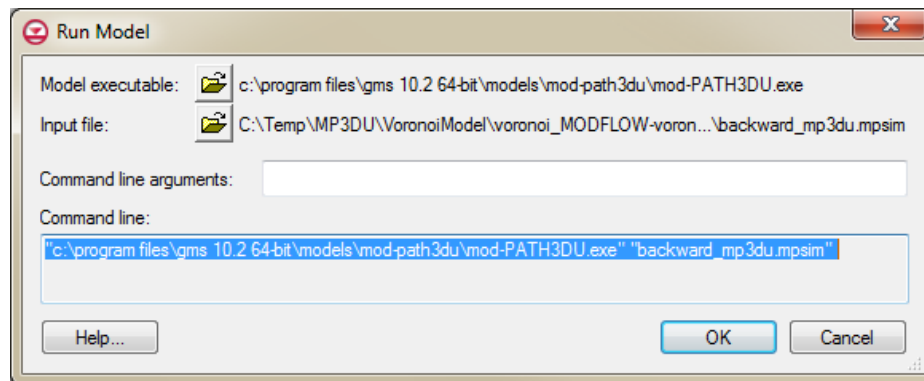 Run Model
Model executable: c:\program files\gms 10.2 64-bit\models\mod-path3du\mod-PATH3DU.exe
Input file: C:\Temp\MP3DU\VoronoiModel\voronoi_MODFLOW-voron...\backward_mp3du.mpsim
Command line arguments:
Command line:
"c:\program files\gms 10.2 64-bit\models\mod-path3du\mod-PATH3DU.exe" "backward_mp3du.mpsim"
Help... OK Cancel